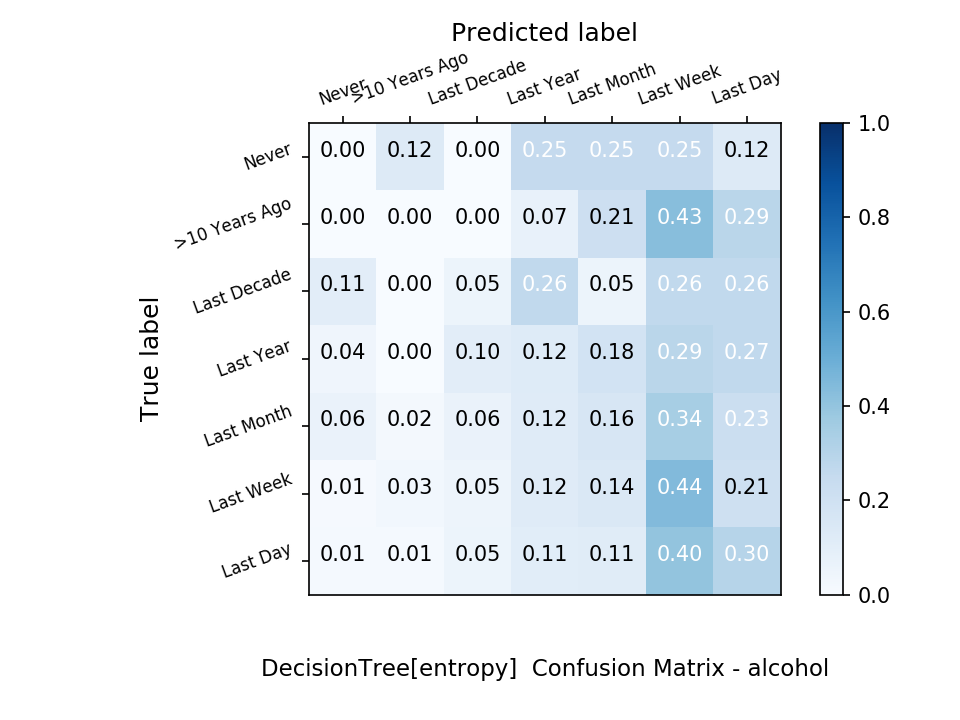 Predicted label
Never >10 Years Ago Last Decade Last Year Last Month Last Week Last Day
True label
Never 0.00 0.12 0.00 0.25 0.25 0.25 0.12
>10 Years Ago 0.00 0.00 0.00 0.07 0.21 0.43 0.29
Last Decade 0.11 0.00 0.05 0.26 0.05 0.26 0.26
Last Year 0.04 0.00 0.10 0.12 0.18 0.29 0.27
Last Month 0.06 0.02 0.06 0.12 0.16 0.34 0.23
Last Week 0.01 0.03 0.05 0.12 0.14 0.44 0.21
Last Day 0.01 0.01 0.05 0.11 0.11 0.40 0.30
1.0
0.8
0.6
0.4
0.2
0.0
DecisionTree[entropy]  Confusion Matrix - alcohol